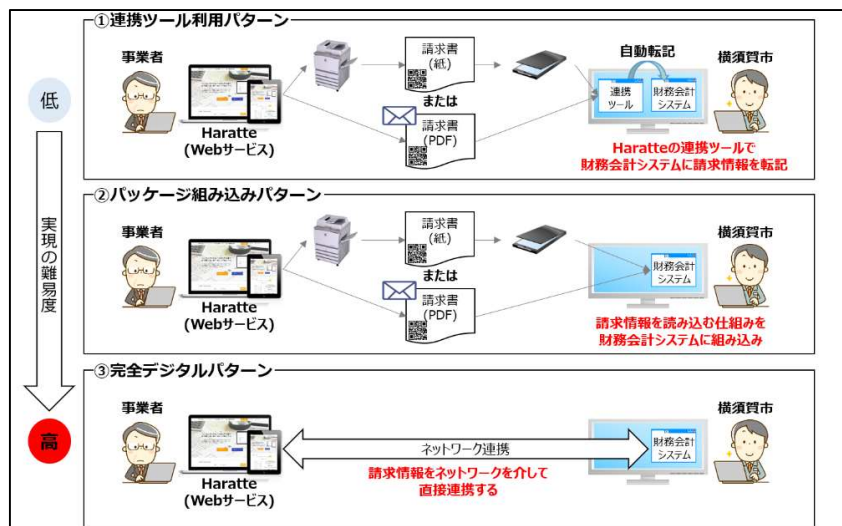 ①連携ツール利用パターン
事業者
Haratte
(Webサービス)
請求書
(紙)
または
請求書
(PDF)
自動転記
連携
ツール
財務会計
システム
横須賀市
Haratteの連携ツールで
財務会計システムに請求情報を転記
低
実現の難易度
高
②パッケージ組み込みパターン
事業者
Haratte
(Webサービス)
請求書
(紙)
または
請求書
(PDF)
財務会計
システム
横須賀市
請求情報を読み込む仕組みを
財務会計システムに組み込み
③完全デジタルパターン
事業者
Haratte
(Webサービス)
ネットワーク連携
請求情報をネットワークを介して
直接連携する
財務会計
システム
横須賀市